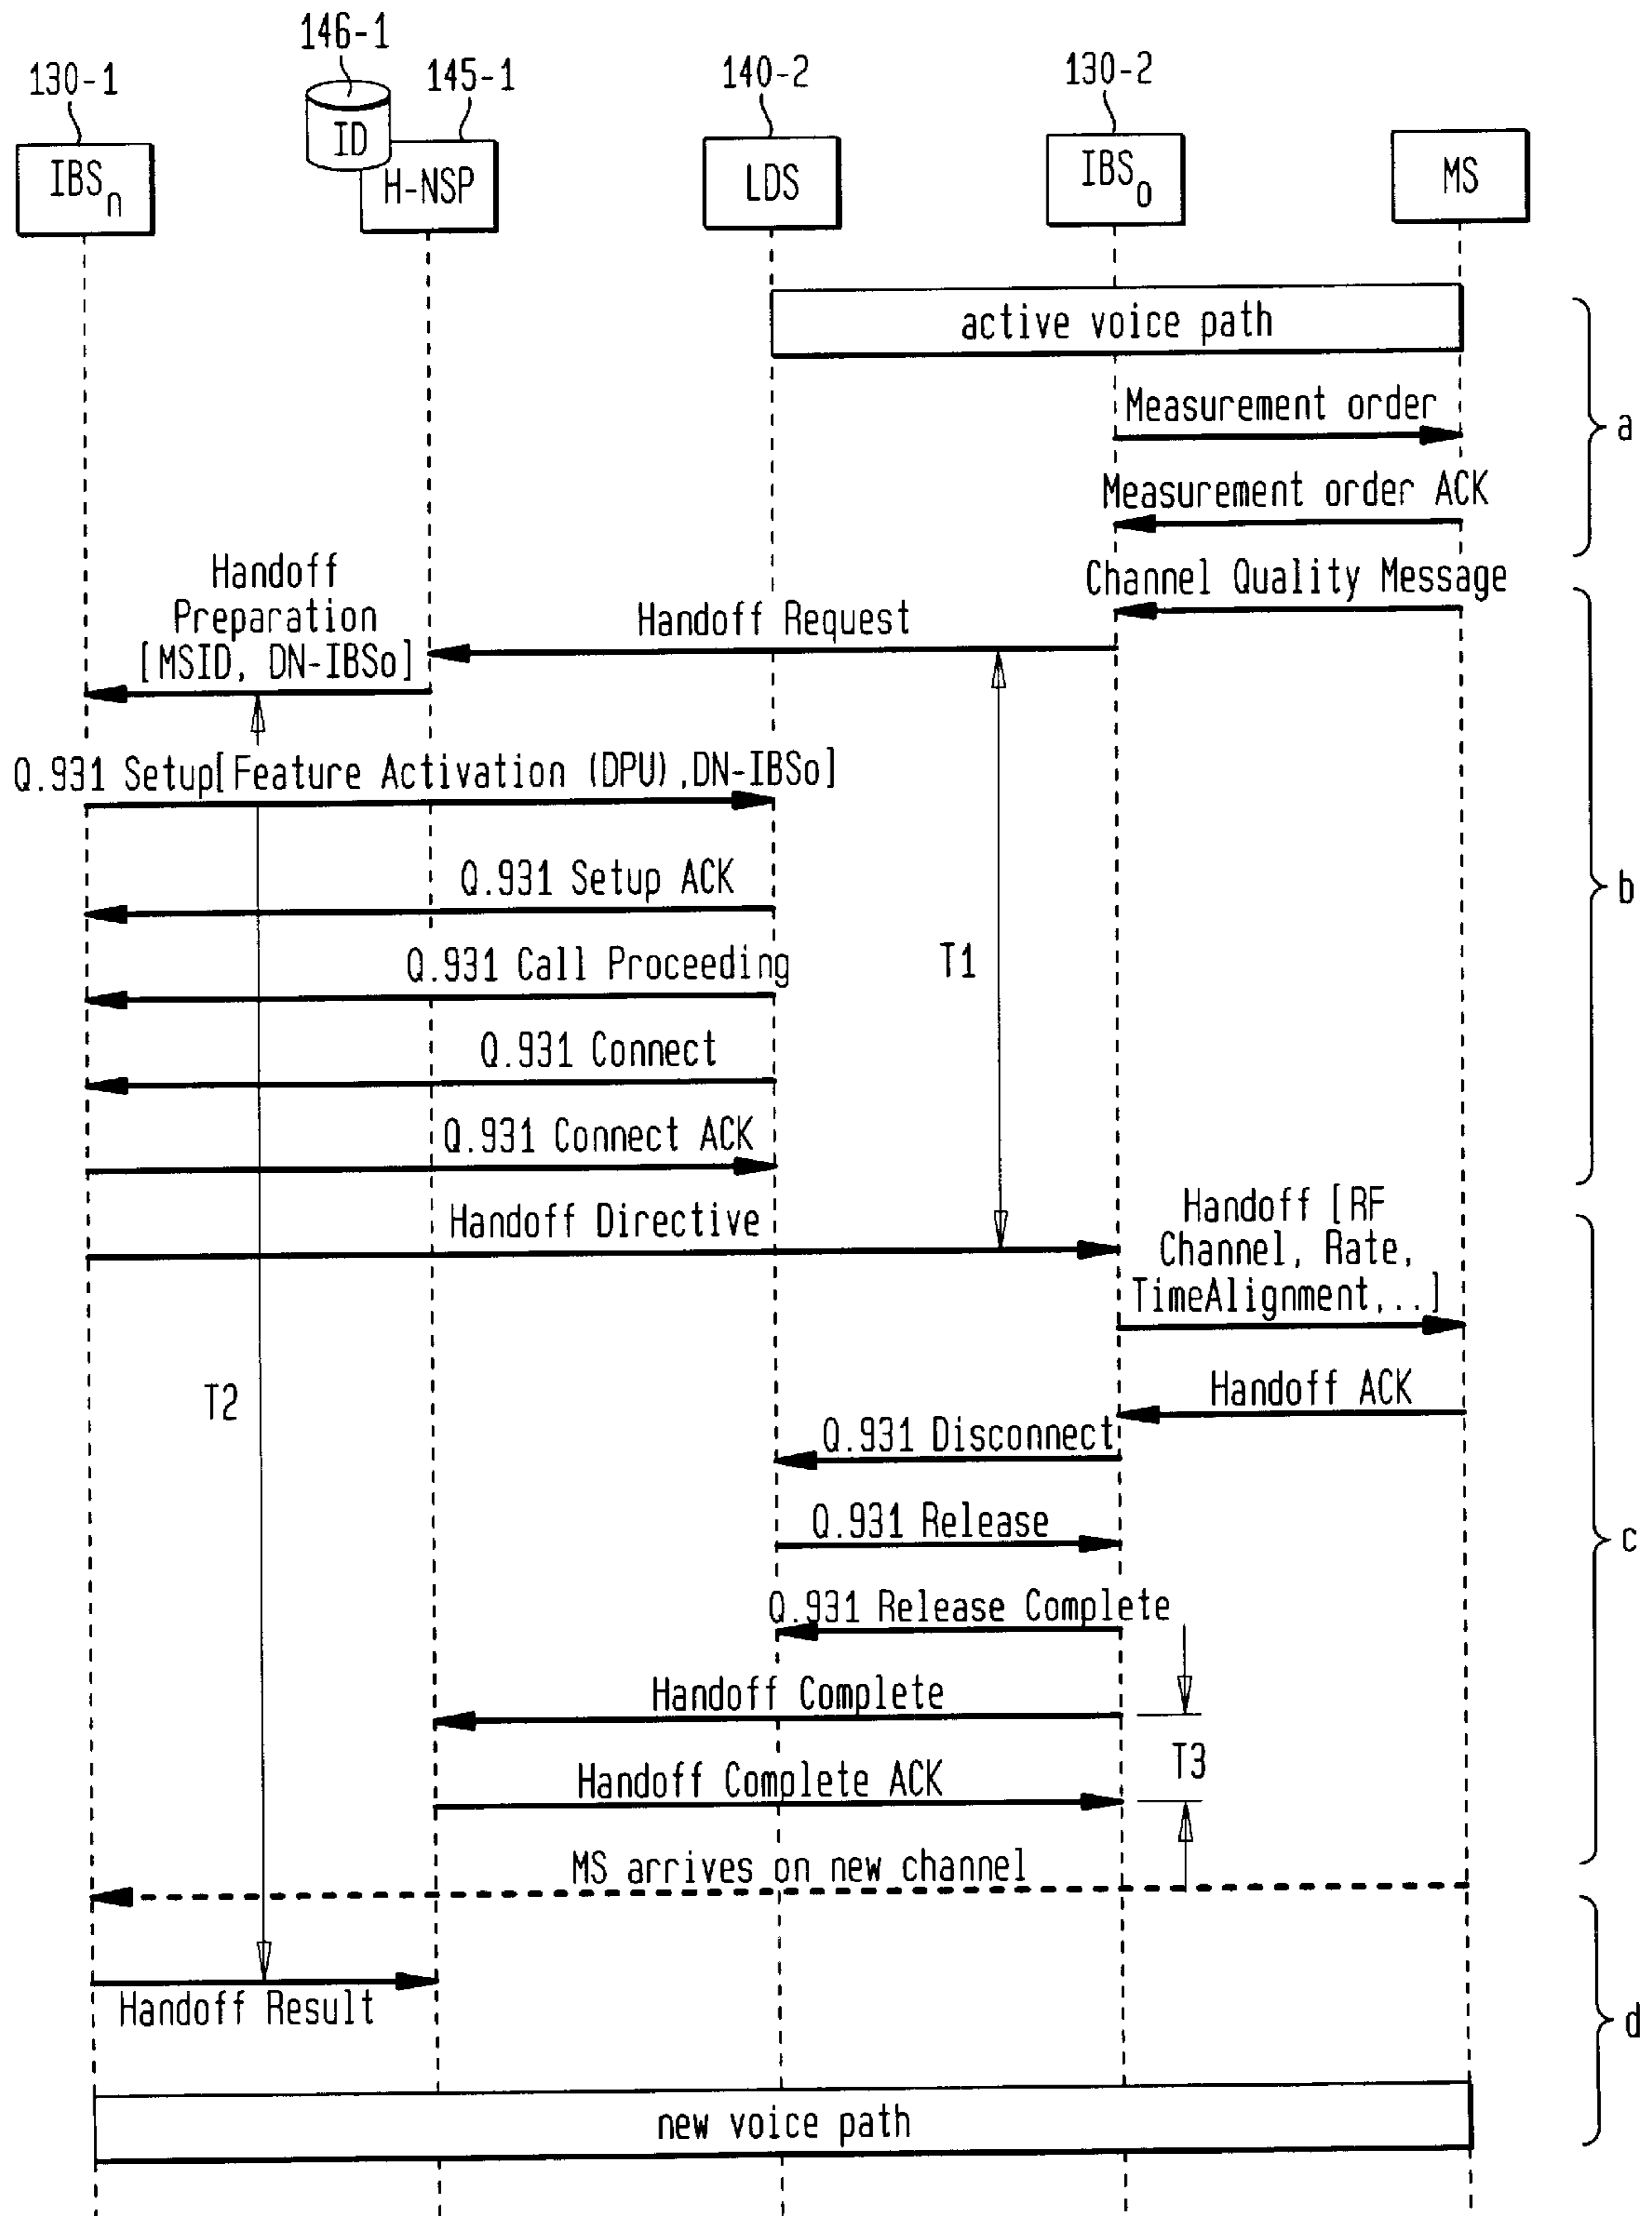 146-1
130-1
145-1
140-2
130-2
ID
IBSn
H-NSP
LDS
IBS0
MS
active voice path
Measurement order
a
Measurement order ACK
Channel Quality Message
Handoff
Preparation
[MSID, DN-IBSo]
Handoff Request
Q.931 Setup[Feature Activation (DPU),DN-IBSo]
Q.931 Setup ACK
b
Q.931 Call Proceeding
T1
Q.931 Connect
Q.931 Connect ACK
Handoff Directive
Handoff [RF
Channel, Rate,
TimeAlignment,..]
T2
Handoff ACK
Q.931 Disconnect
Q.931 Release
c
Q.931 Release Complete
Handoff Complete
T3
Handoff Complete ACK
MS arrives on new channel
Handoff Result
d
new voice path